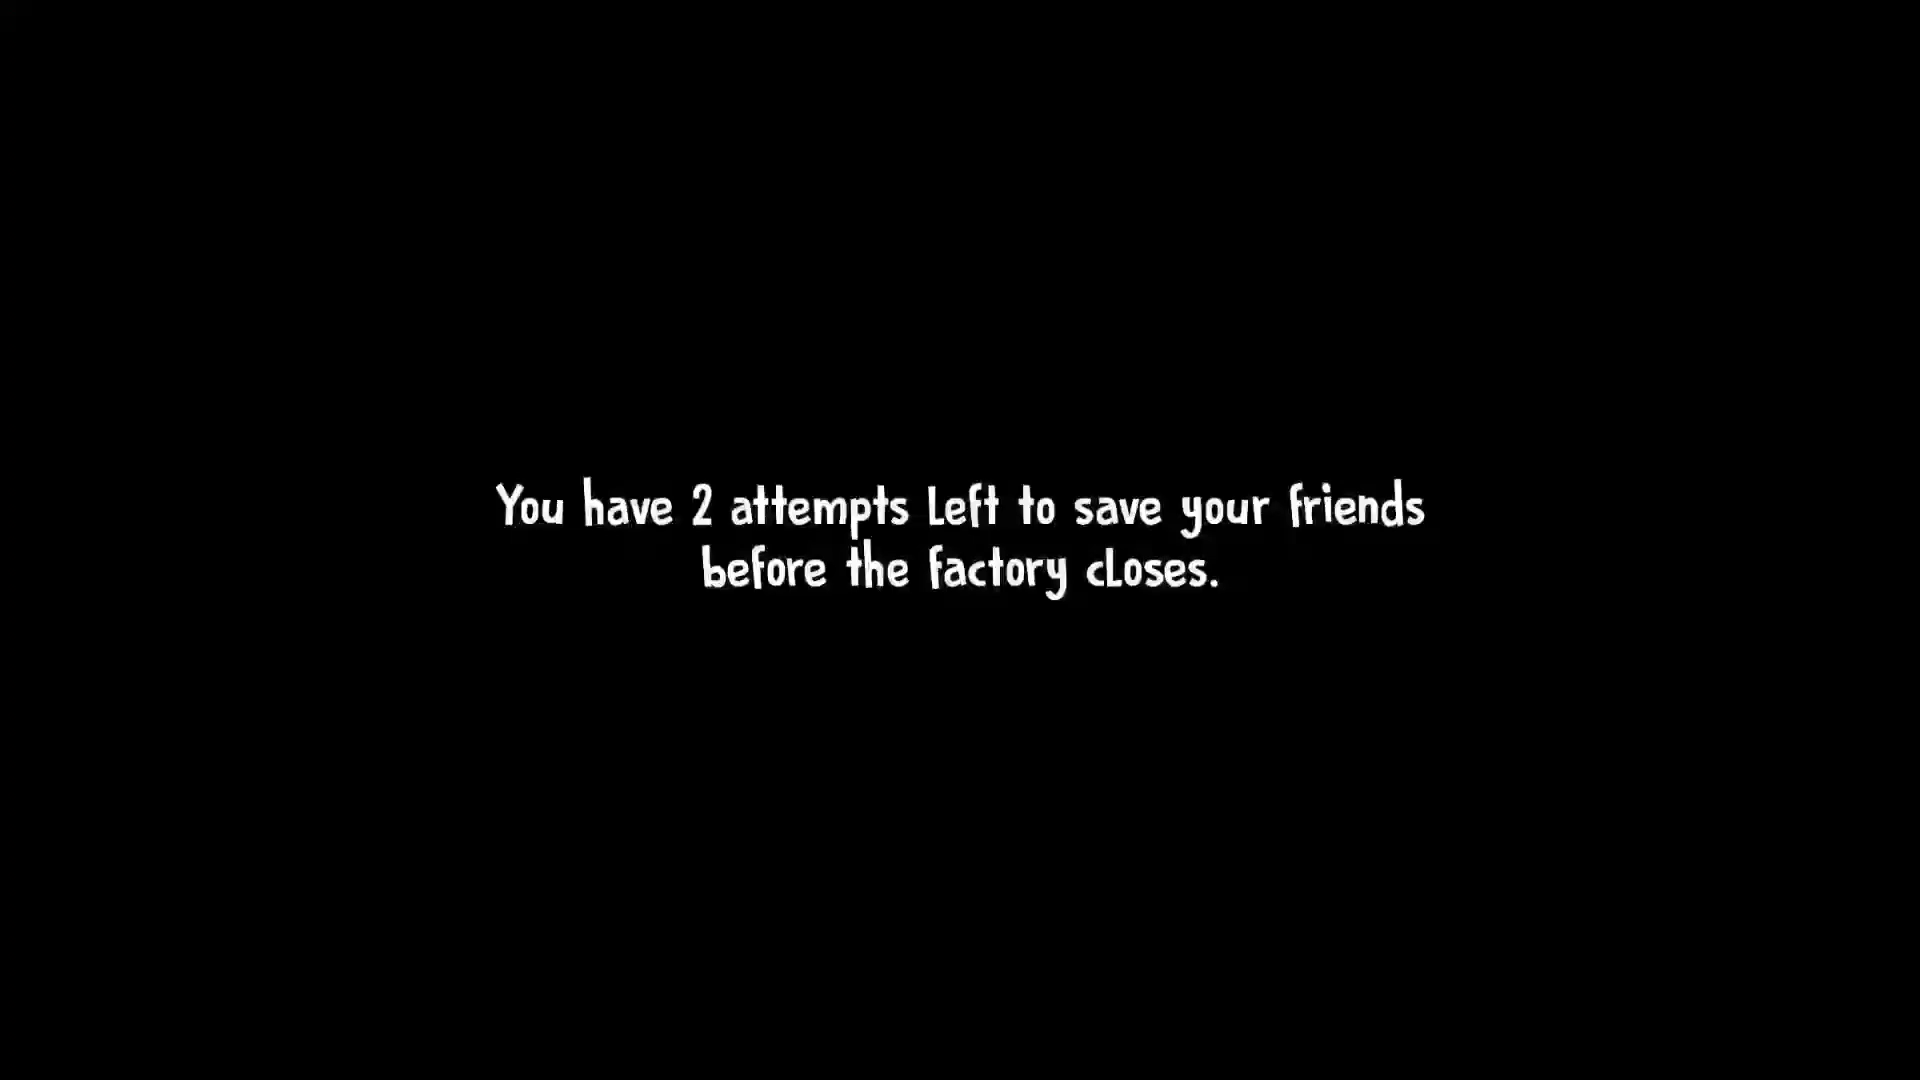 You have 2 attempts left to save your friends
before the factory closes.